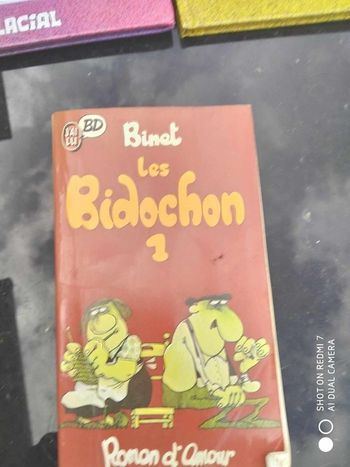 LACIAL
J'AI LU
BD
Binet
les
Bidochon
1
Roman d'Amour
SHOT ON REDMI 7
AI DUAL CAMERA